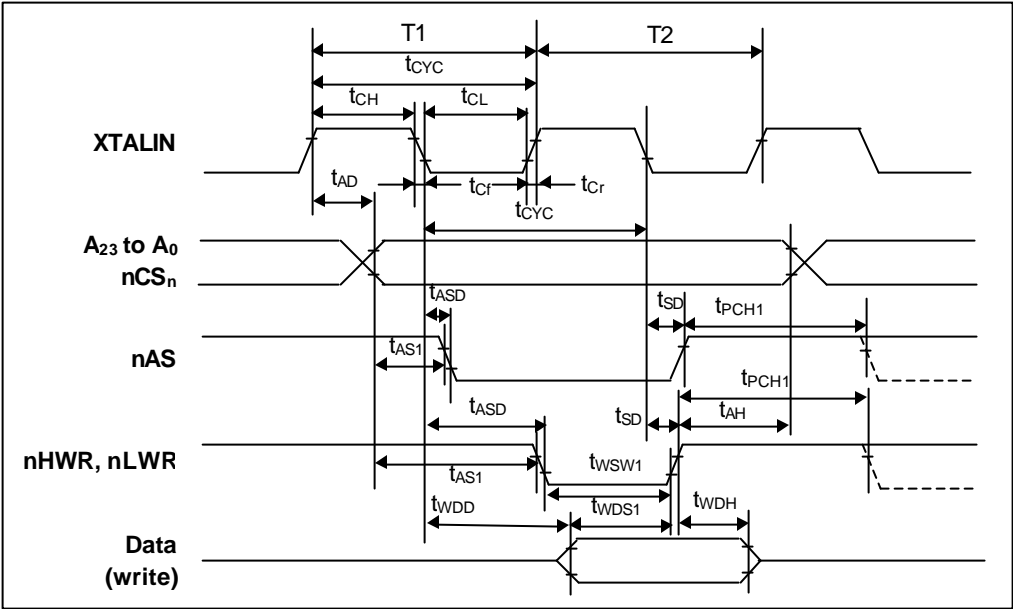 T1 T2
tCYC
tCH tCL
XTALIN
tAD tCf tCr
tCYC
A23 to A0
nCSn
tASD tSD tPCH1
nAS
tAS1
tPCH1
tASD tSD tAH
nHWR, nLWR
tAS1 tWSW1
tWDD tWDS1 tWDH
Data
(write)